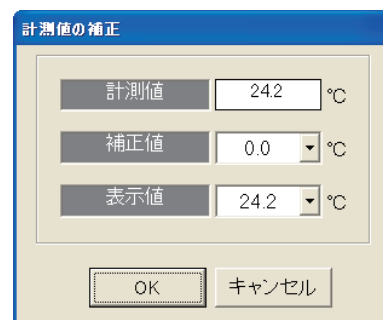 計測値の補正
計測値 24.2 ℃
補正値 0.0 ℃
表示値 24.2 ℃
OK キャンセル